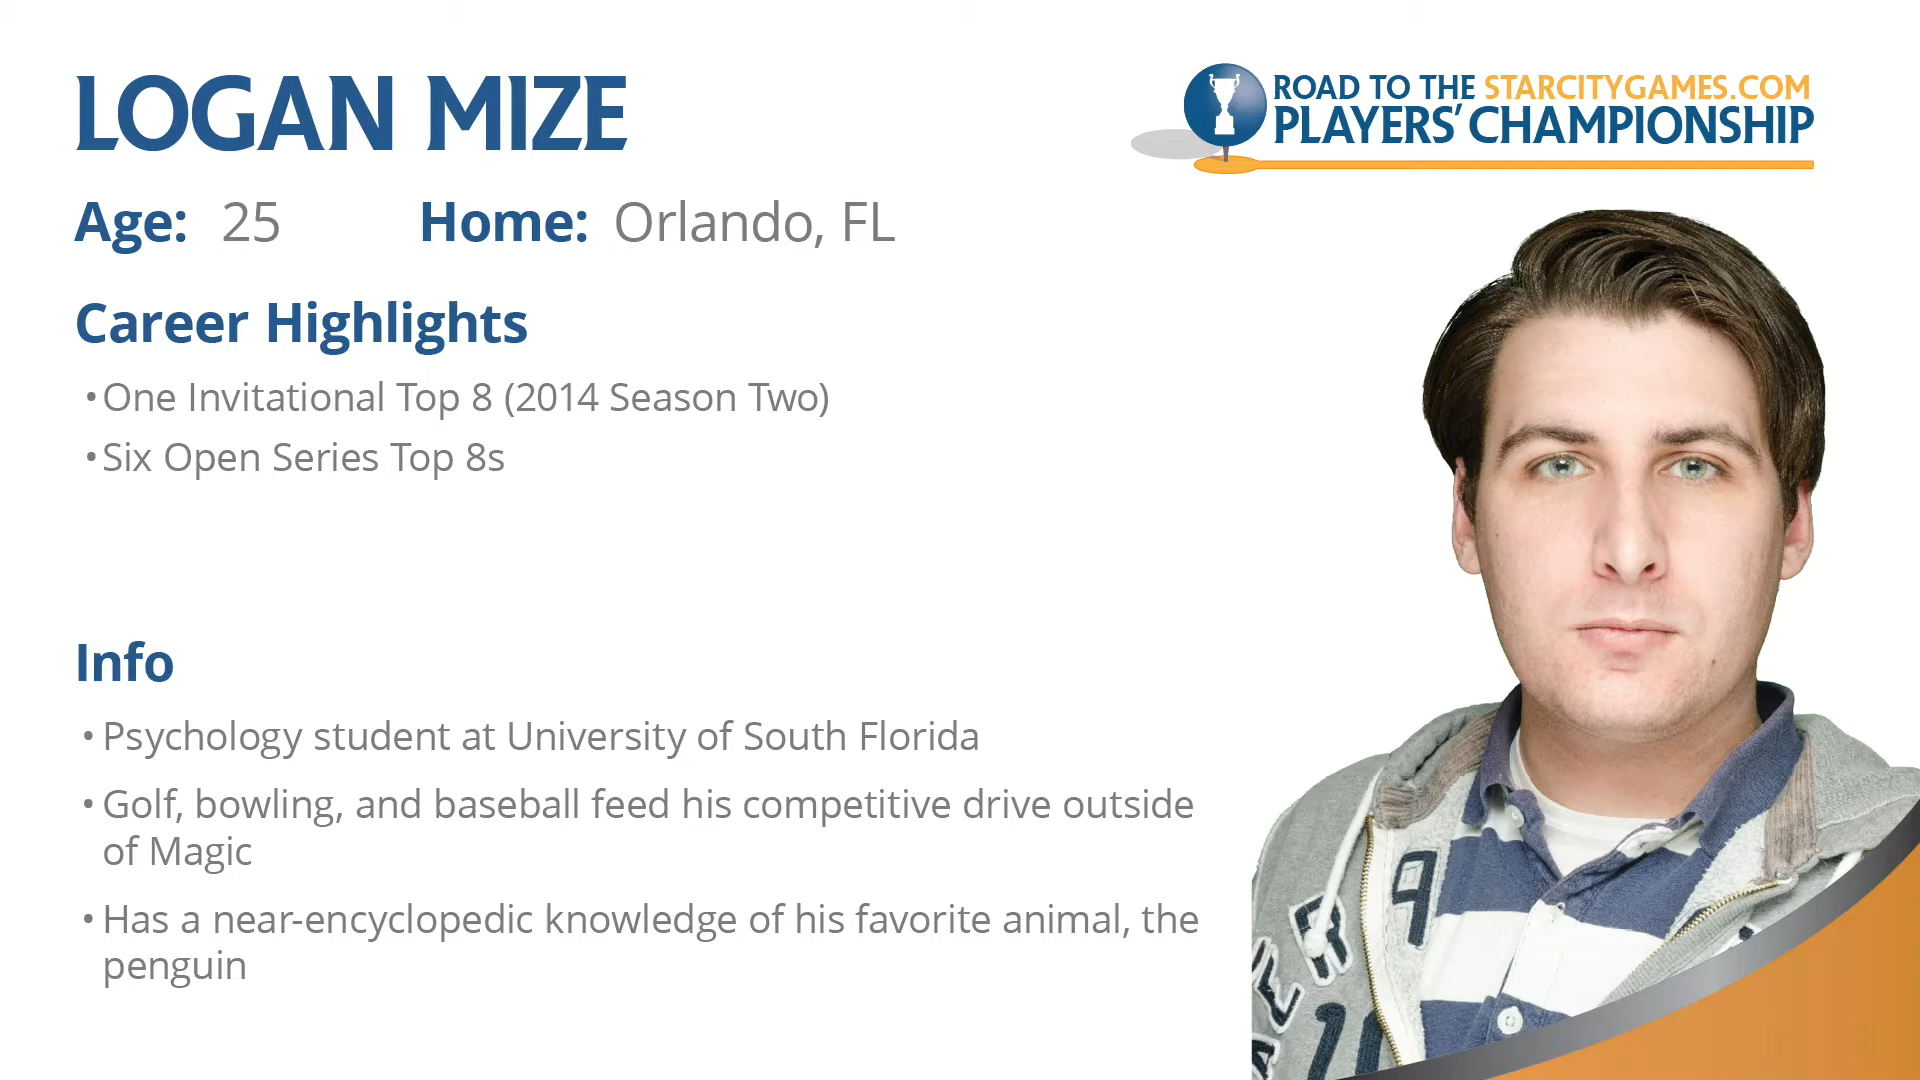 LOGAN MIZE
ROAD TO THE STARCITYGAMES.COM
PLAYERS' CHAMPIONSHIP
Age: 25 Home: Orlando, FL
Career Highlights
•One Invitational Top 8 (2014 Season Two)
•Six Open Series Top 8s
Info
• Psychology student at University of South Florida
• Golf, bowling, and baseball feed his competitive drive outside
of Magic
• Has a near-encyclopedic knowledge of his favorite animal, the
penguin